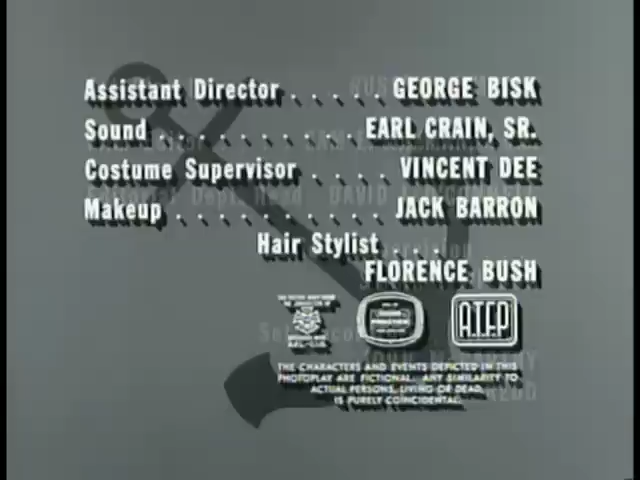 Assistant Director . . . . . GEORGE BISK
Sound . . . . . . . . . . . EARL CRAIN, SR.
Costume Supervisor . . . . VINCENT DEE
Makeup . . . . . . . . . . . JACK BARRON
Hair Stylist . . .
FLORENCE BUSH
A.T.F.P.
THE CHARACTERS AND EVENTS DEPICTED IN THIS
PHOTOPLAY ARE FICTIONAL. ANY SIMILARITY TO
ACTUAL PERSONS, LIVING OR DEAD,
IS PURELY COINCIDENTAL.